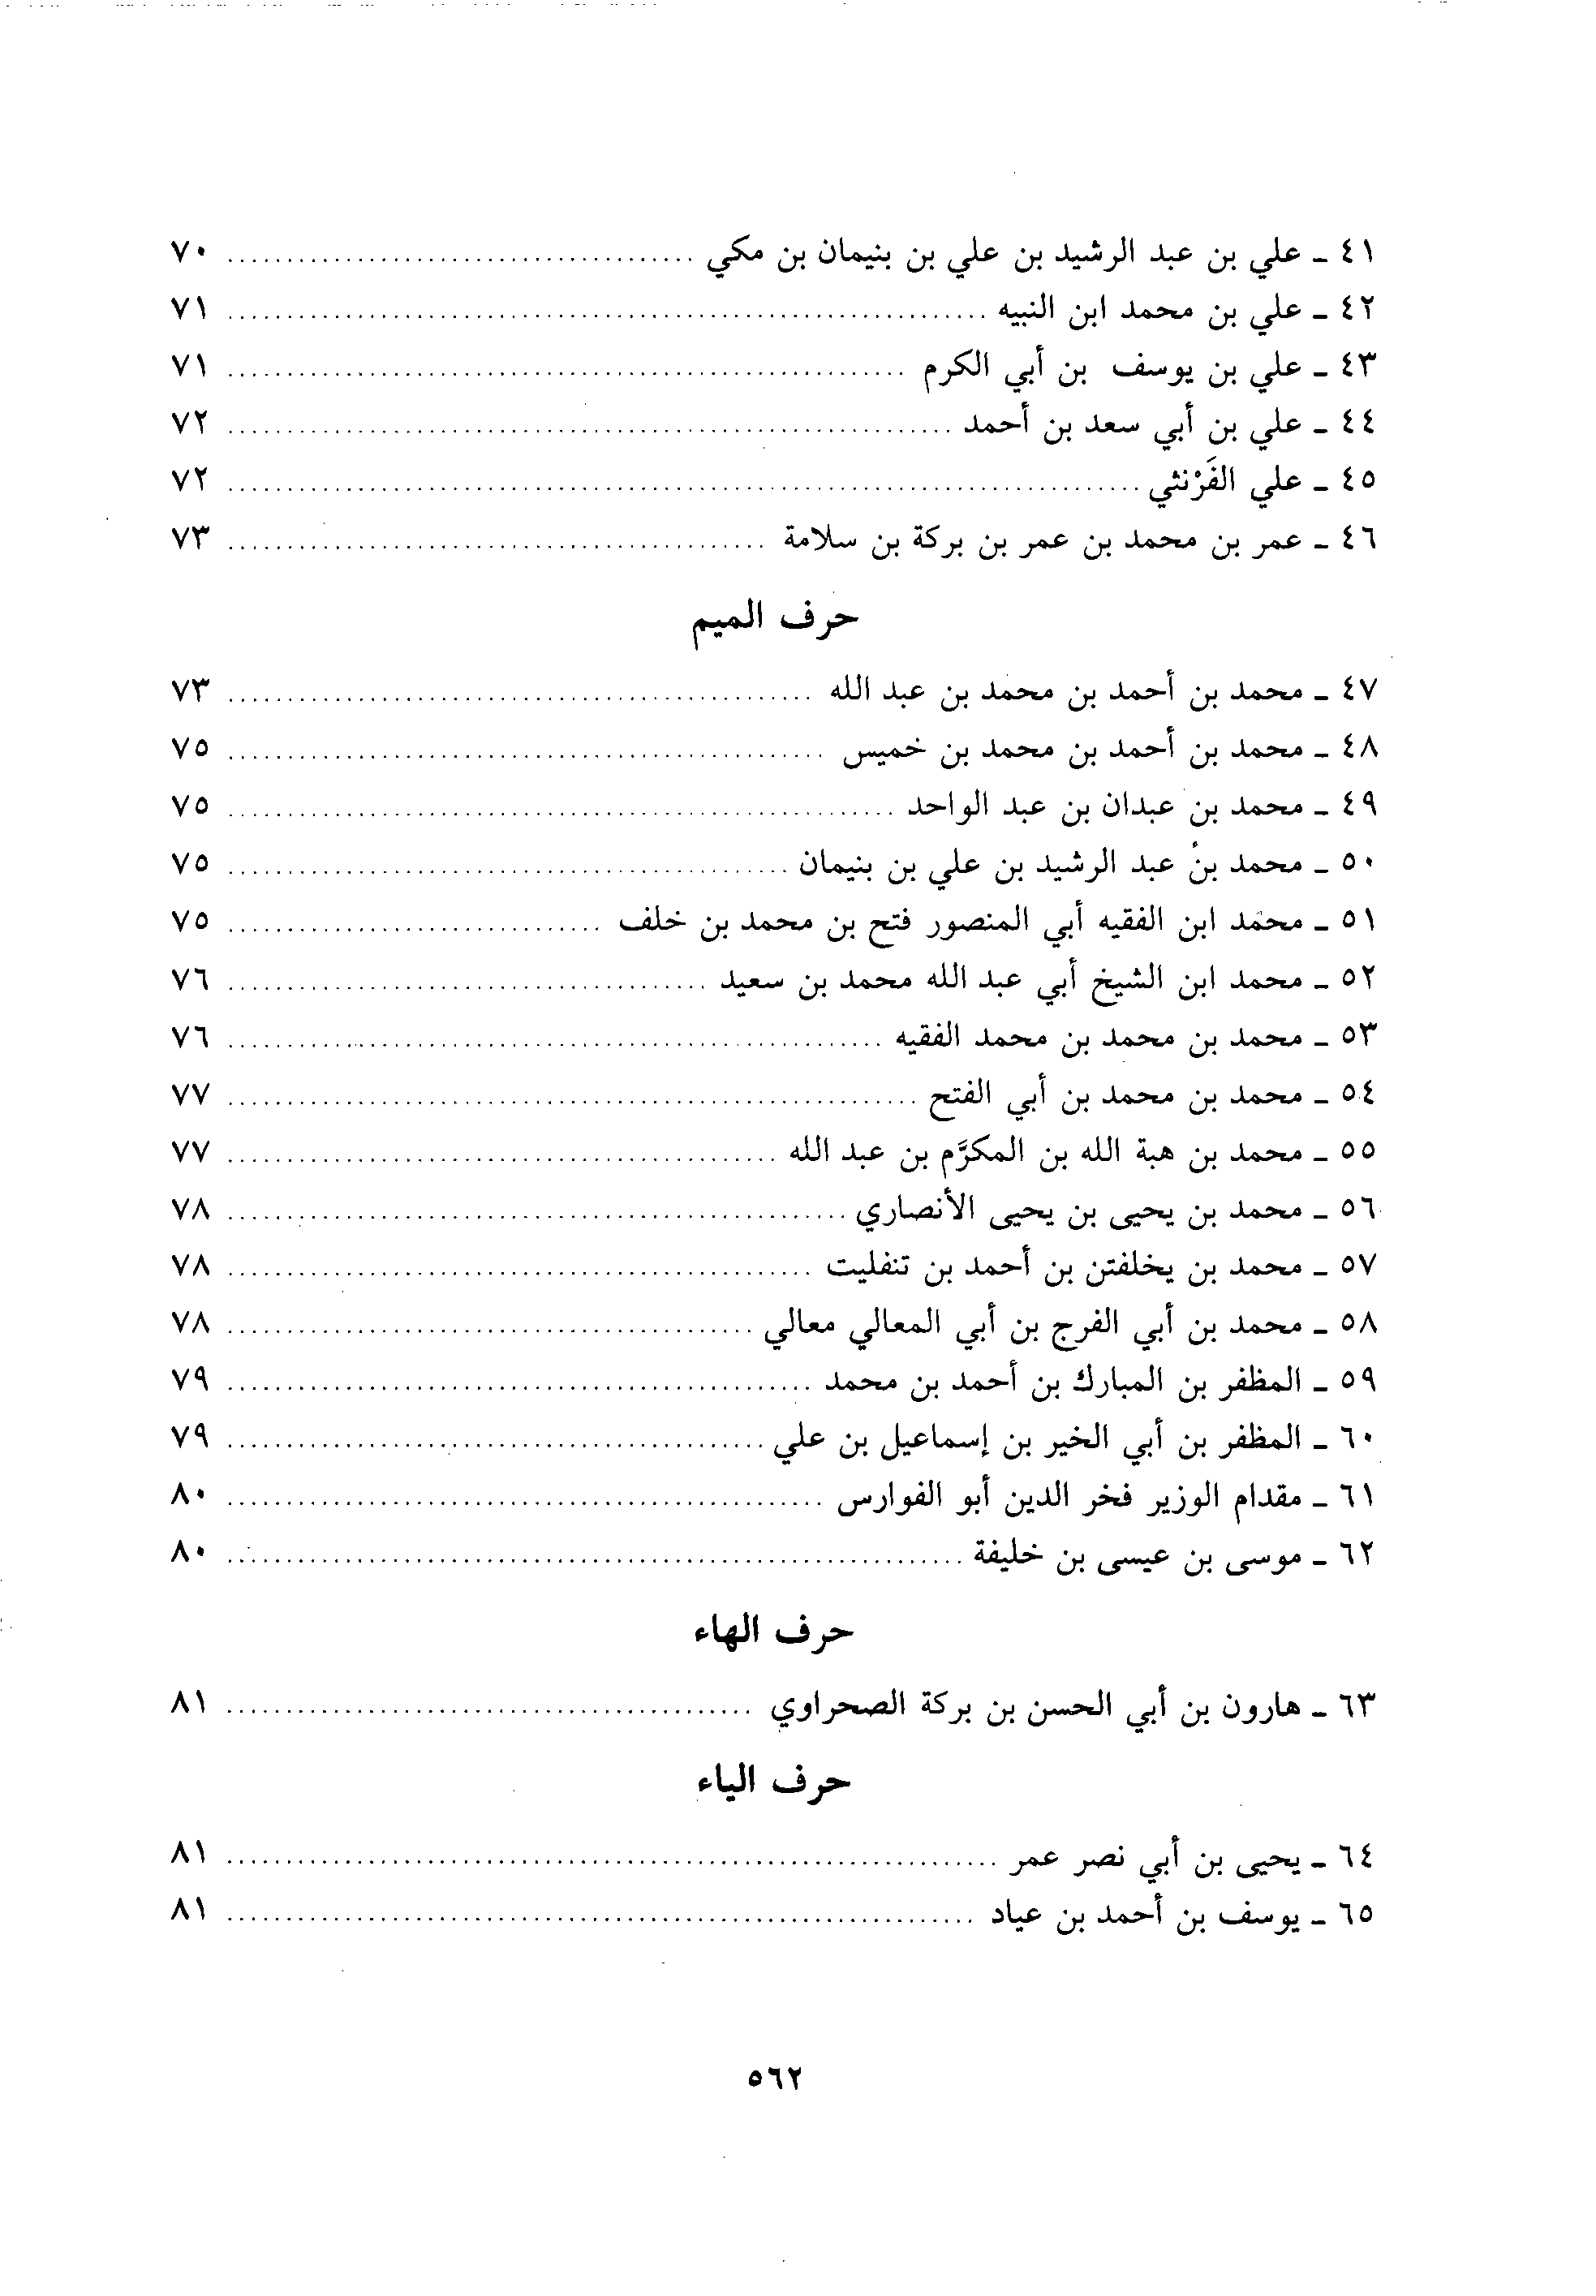 ٤١ ـ علي بن عبد الرشيد بن علي بن بنيمان بن مكي ........ ٧٠
٤٢ ـ علي بن محمد ابن النبيه ........ ٧١
٤٣ ـ علي بن يوسف بن أبي الكرم ........ ٧١
٤٤ ـ علي بن أبي سعد بن أحمد ........ ٧٢
٤٥ ـ علي الفَرْنثي ........ ٧٢
٤٦ ـ عمر بن محمد بن عمر بن بركة بن سلامة ........ ٧٣
حرف الميم
٤٧ ـ محمد بن أحمد بن محمد بن عبد الله ........ ٧٣
٤٨ ـ محمد بن أحمد بن محمد بن خميس ........ ٧٥
٤٩ ـ محمد بن عبدان بن عبد الواحد ........ ٧٥
٥٠ ـ محمد بن عبد الرشيد بن علي بن بنيمان ........ ٧٥
٥١ ـ محمد ابن الفقيه أبي المنصور فتح بن محمد بن خلف ........ ٧٥
٥٢ ـ محمد ابن الشيخ أبي عبد الله محمد بن سعيد ........ ٧٦
٥٣ ـ محمد بن محمد بن محمد الفقيه ........ ٧٦
٥٤ ـ محمد بن محمد بن أبي الفتح ........ ٧٧
٥٥ ـ محمد بن هبة الله بن المكرَّم بن عبد الله ........ ٧٧
٥٦ ـ محمد بن يحيى بن يحيى الأنصاري ........ ٧٨
٥٧ ـ محمد بن يخلفتن بن أحمد بن تنفليت ........ ٧٨
٥٨ ـ محمد بن أبي الفرج بن أبي المعالي معالي ........ ٧٨
٥٩ ـ المظفر بن المبارك بن أحمد بن محمد ........ ٧٩
٦٠ ـ المظفر بن أبي الخير بن إسماعيل بن علي ........ ٧٩
٦١ ـ مقدام الوزير فخر الدين أبو الفوارس ........ ٨٠
٦٢ ـ موسى بن عيسى بن خليفة ........ ٨٠
حرف الهاء
٦٣ ـ هارون بن أبي الحسن بن بركة الصحراوي ........ ٨١
حرف الياء
٦٤ ـ يحيى بن أبي نصر عمر ........ ٨١
٦٥ ـ يوسف بن أحمد بن عياد ........ ٨١
٥٦٢